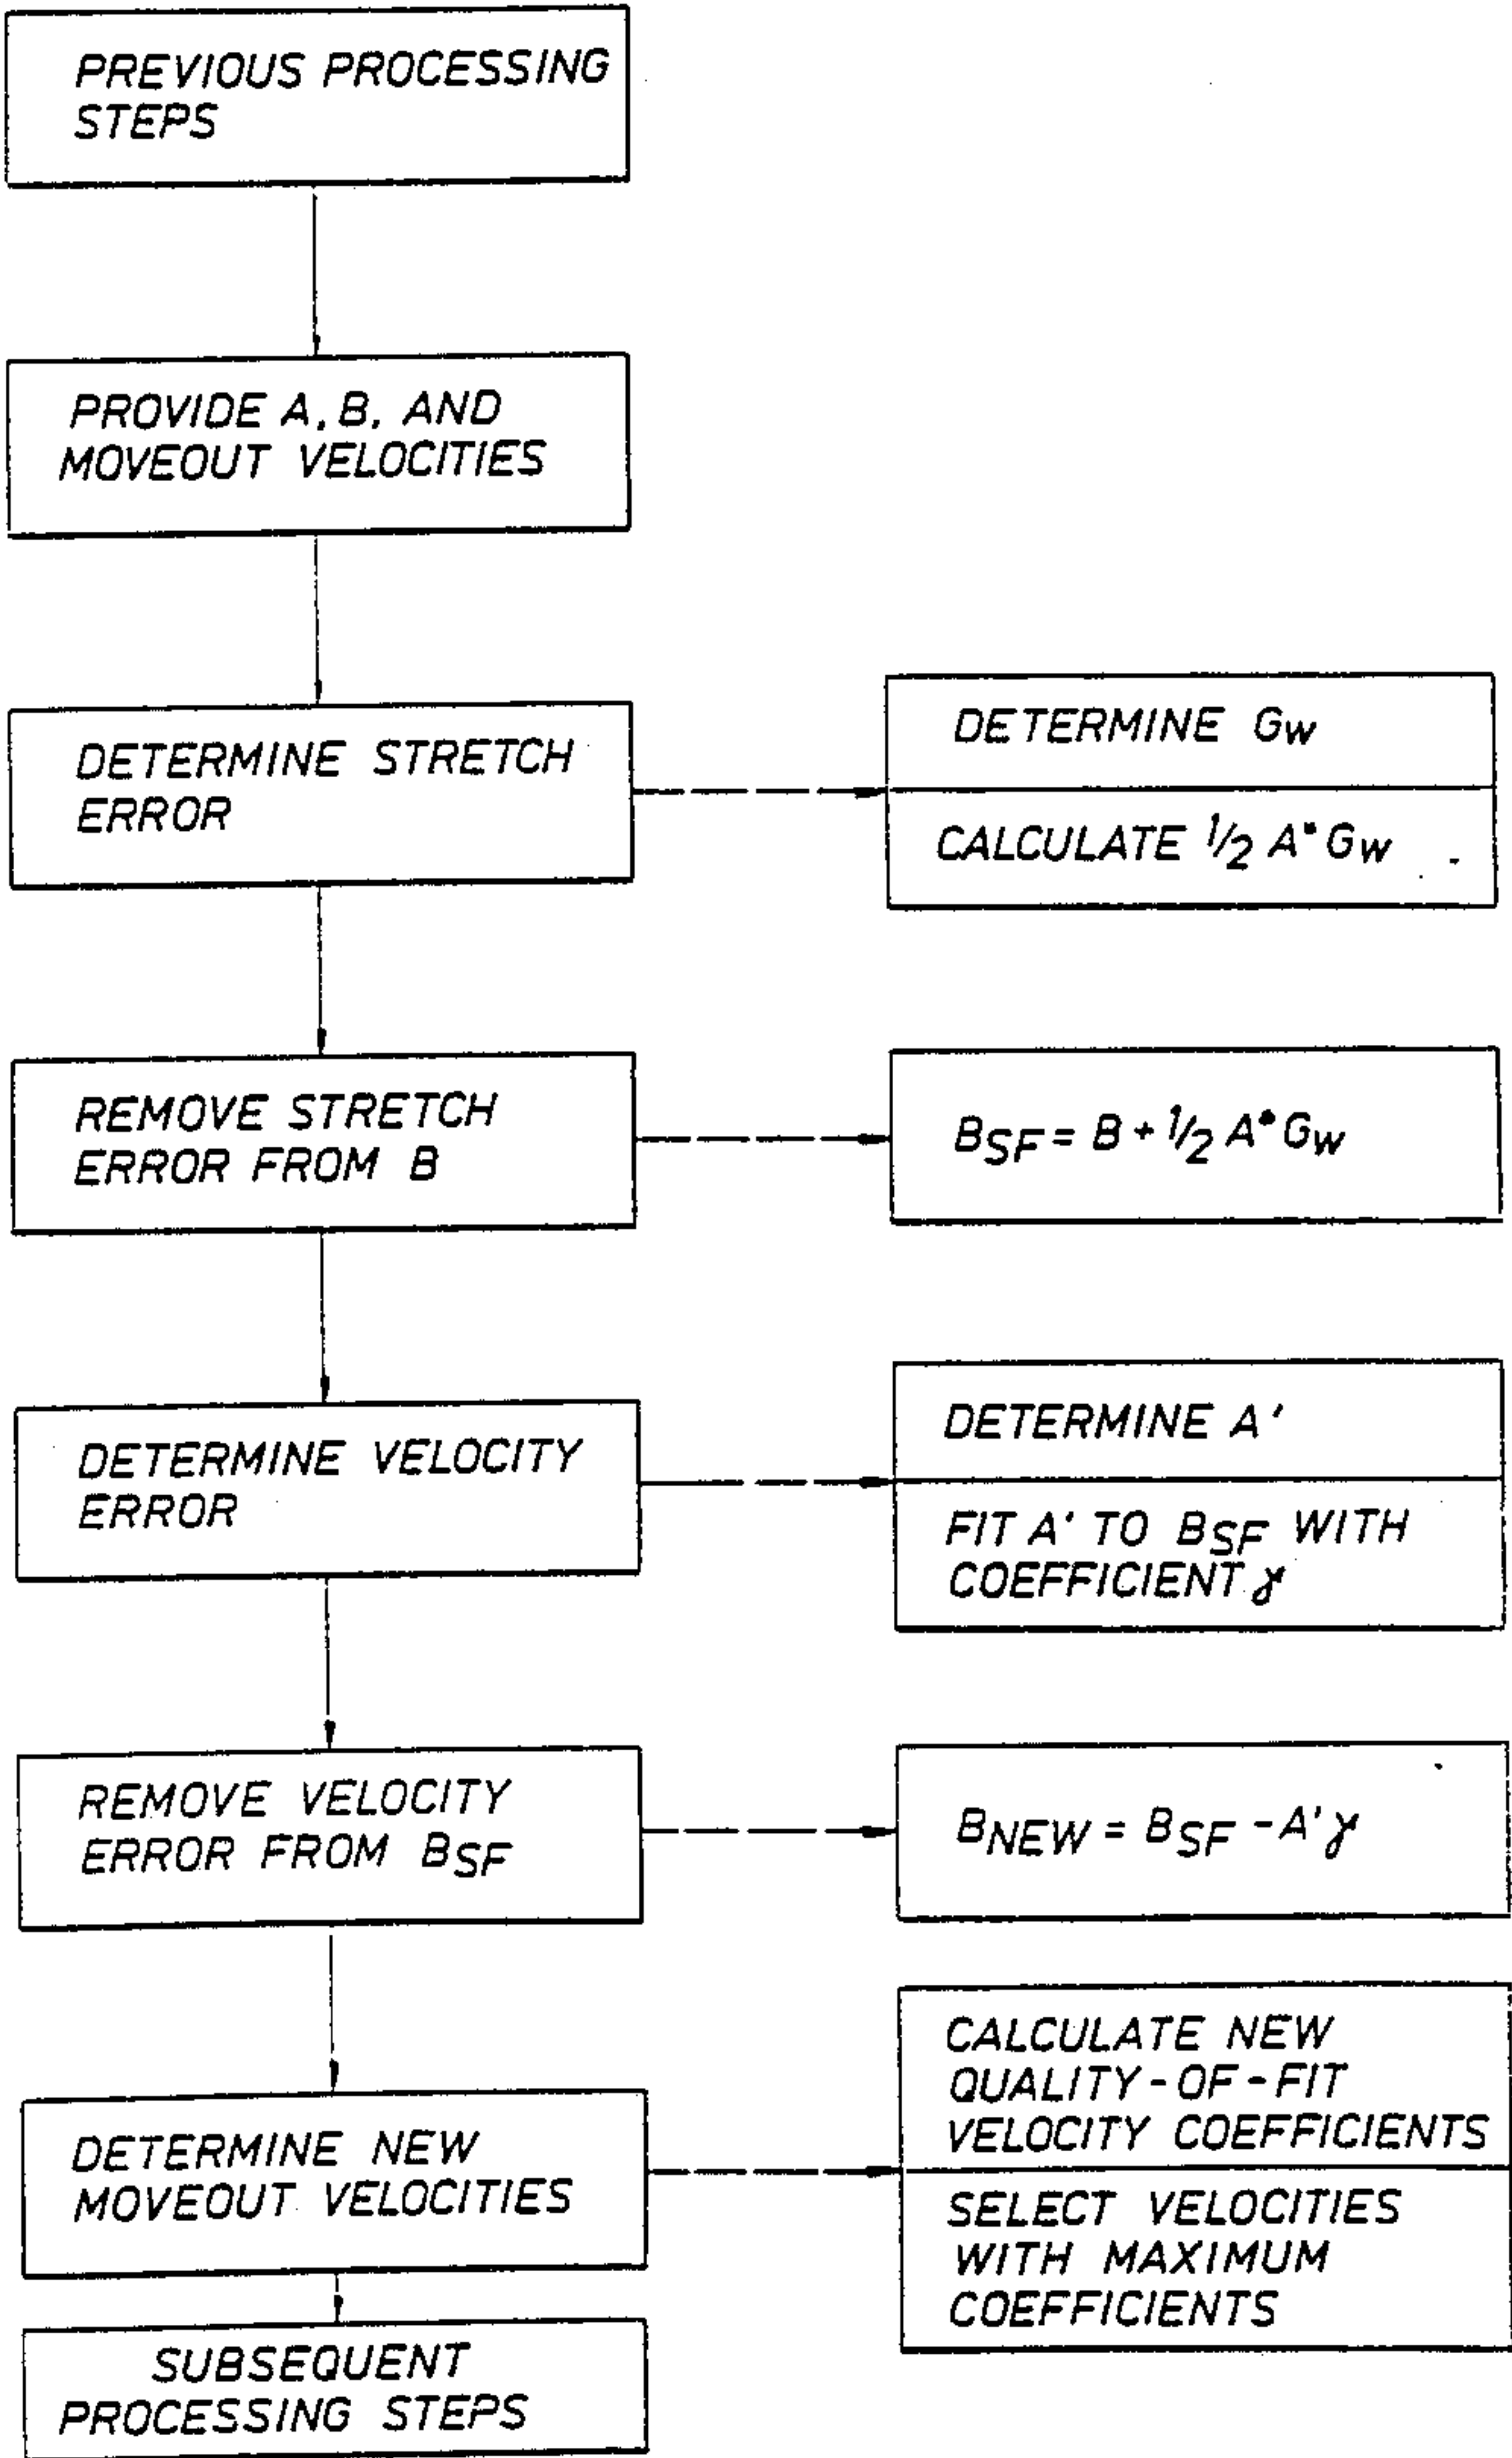 PREVIOUS PROCESSING
STEPS
PROVIDE A, B, AND
MOVEOUT VELOCITIES
DETERMINE STRETCH
ERROR
DETERMINE GW
CALCULATE 1/2 A* GW
REMOVE STRETCH
ERROR FROM B
BSF = B + 1/2 A* GW
DETERMINE VELOCITY
ERROR
DETERMINE A'
FIT A' TO BSF WITH
COEFFICIENT γ
REMOVE VELOCITY
ERROR FROM BSF
BNEW = BSF - A'γ
DETERMINE NEW
MOVEOUT VELOCITIES
CALCULATE NEW
QUALITY-OF-FIT
VELOCITY COEFFICIENTS
SELECT VELOCITIES
WITH MAXIMUM
COEFFICIENTS
SUBSEQUENT
PROCESSING STEPS